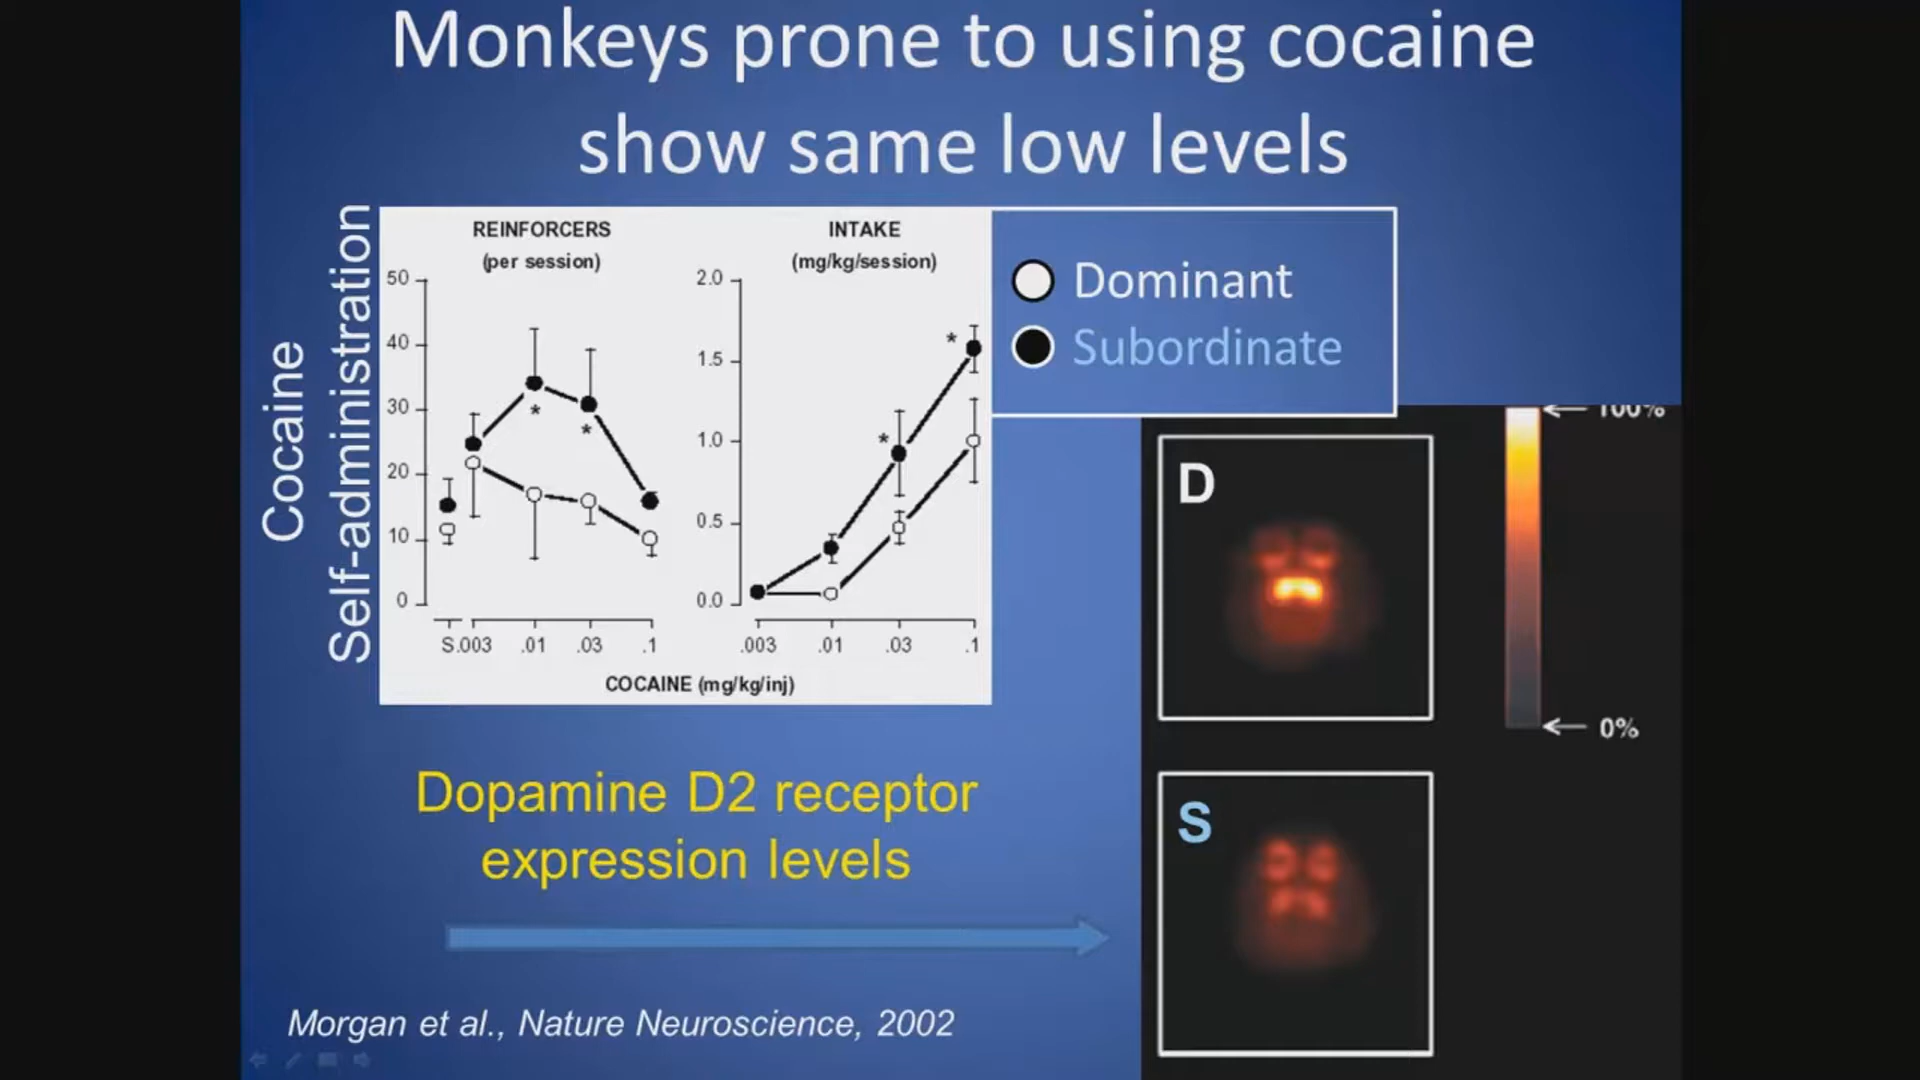 Monkeys prone to using cocaine
show same low levels
Cocaine
Self-administration
REINFORCERS
(per session)
50
40
30
20
10
0
S .003 .01 .03 .1
INTAKE
(mg/kg/session)
2.0
1.5
1.0
0.5
0.0
.003 .01 .03 .1
* * * *
COCAINE (mg/kg/inj)
Dominant
Subordinate
D
100%
0%
S
Dopamine D2 receptor
expression levels
Morgan et al., Nature Neuroscience, 2002